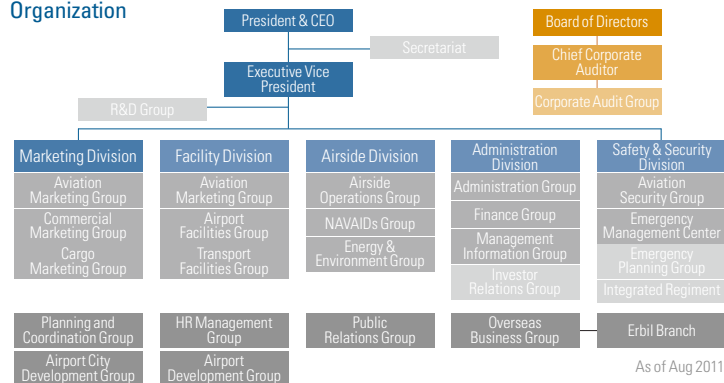 Organization
President & CEO
Board of Directors
Secretariat
Chief Corporate
Auditor
Executive Vice
President
Corporate Audit Group
R&D Group
Marketing Division
Aviation
Marketing Group
Commercial
Marketing Group
Cargo
Marketing Group
Facility Division
Aviation
Marketing Group
Airport
Facilities Group
Transport
Facilities Group
Airside Division
Airside
Operations Group
NAVAIDs Group
Energy &
Environment Group
Administration
Division
Administration Group
Finance Group
Management
Information Group
Investor
Relations Group
Safety & Security
Division
Aviation
Security Group
Emergency
Management Center
Emergency
Planning Group
Integrated Regiment
Planning and
Coordination Group
HR Management
Group
Public
Relations Group
Overseas
Business Group
Erbil Branch
Airport City
Development Group
Airport
Development Group
As of Aug 2011